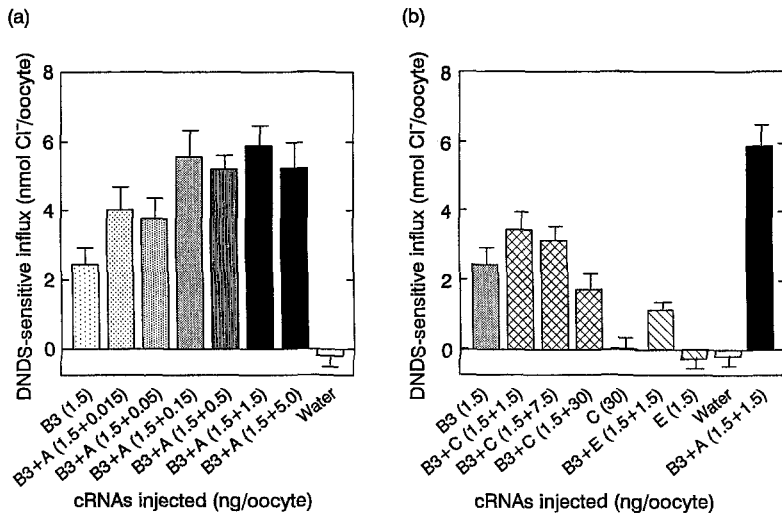 (a)
DNDS-sensitive influx (nmol Cl⁻/oocyte)
8
6
4
2
0
B3 (1.5)
B3+A (1.5+0.015)
B3+A (1.5+0.05)
B3+A (1.5+0.15)
B3+A (1.5+0.5)
B3+A (1.5+1.5)
B3+A (1.5+5.0)
Water
cRNAs injected (ng/oocyte)
(b)
DNDS-sensitive influx (nmol Cl⁻/oocyte)
8
6
4
2
0
B3 (1.5)
B3+C (1.5+1.5)
B3+C (1.5+7.5)
B3+C (1.5+30)
C (30)
B3+E (1.5+1.5)
E (1.5)
Water
B3+A (1.5+1.5)
cRNAs injected (ng/oocyte)